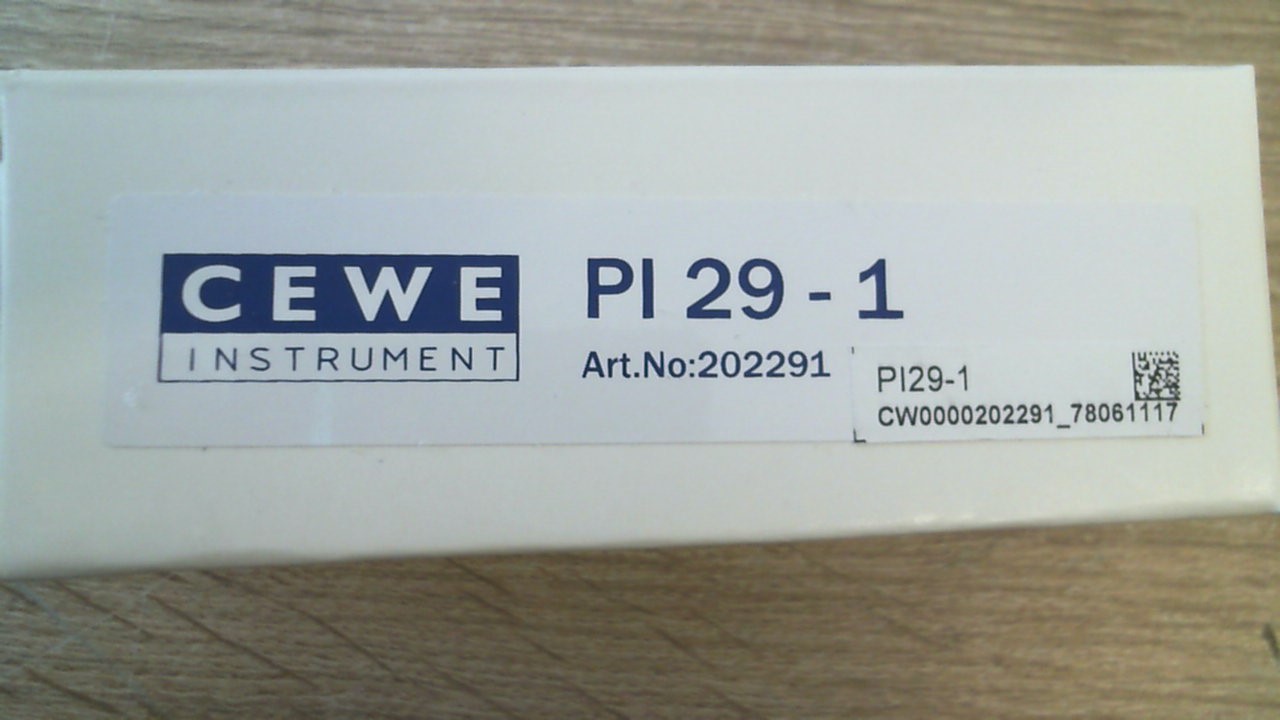 CEWE
INSTRUMENT
PI 29 - 1
Art.No:202291
PI29-1
CW0000202291_78061117